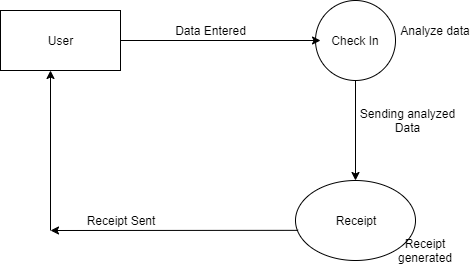 User
Data Entered
Check In
Analyze data
Sending analyzed
Data
Receipt Sent
Receipt
Receipt
generated